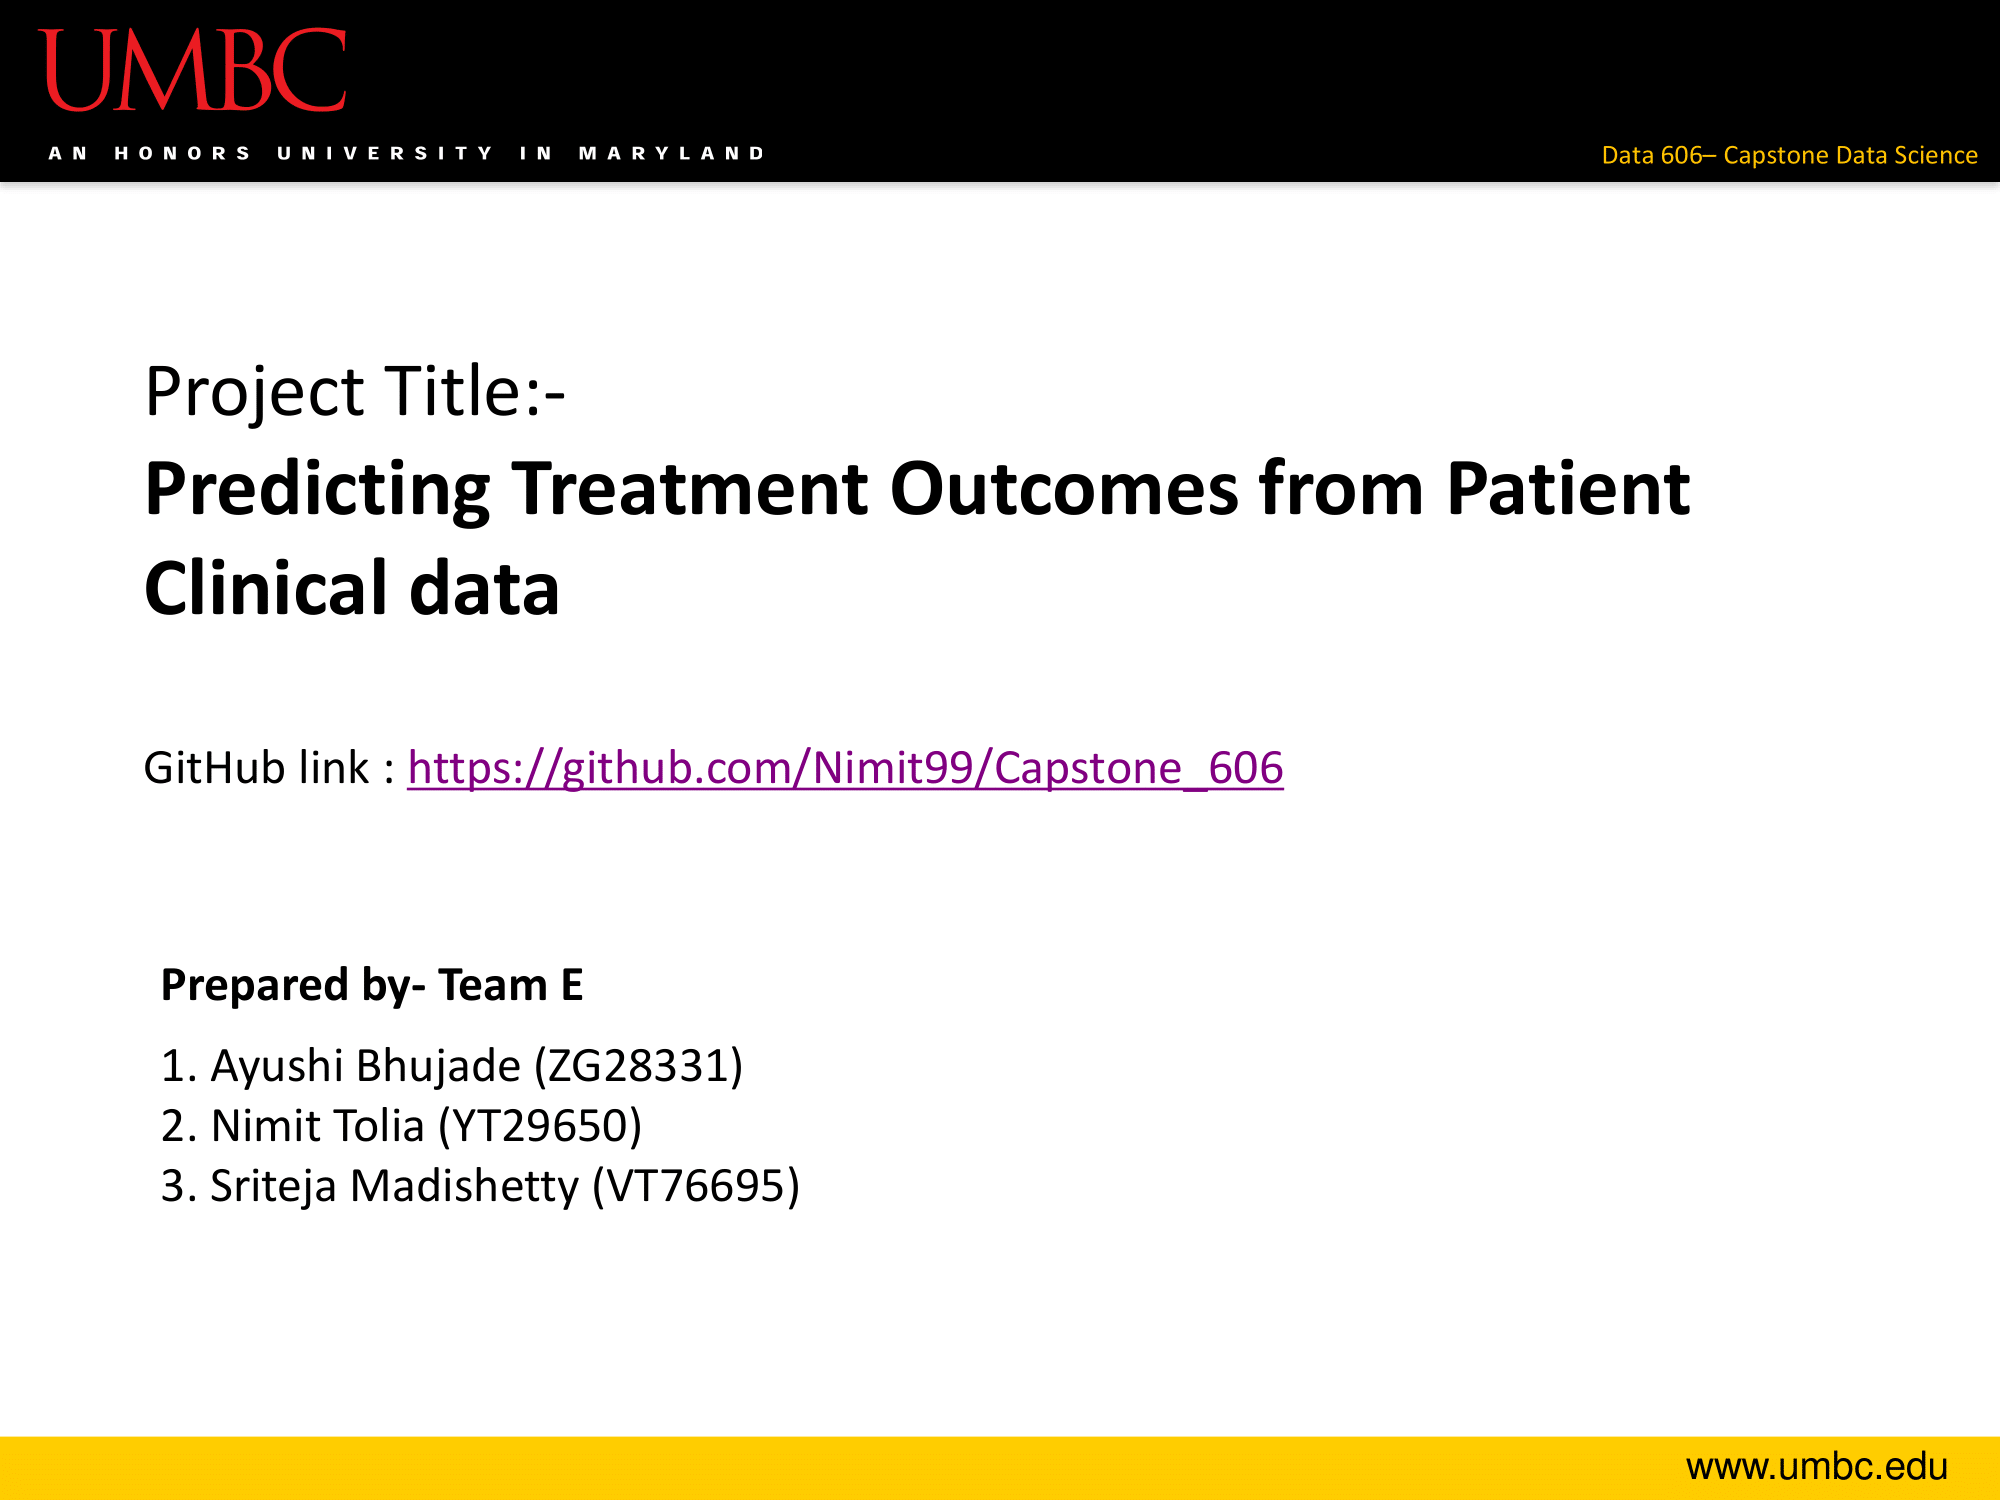 UMBC
AN HONORS UNIVERSITY IN MARYLAND
Data 606– Capstone Data Science
Project Title:-
Predicting Treatment Outcomes from Patient
Clinical data
GitHub link : https://github.com/Nimit99/Capstone_606
Prepared by- Team E
1. Ayushi Bhujade (ZG28331)
2. Nimit Tolia (YT29650)
3. Sriteja Madishetty (VT76695)
www.umbc.edu